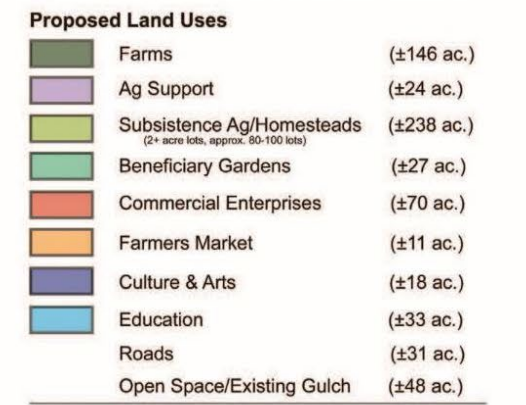 Proposed Land Uses
Farms (±146 ac.)
Ag Support (±24 ac.)
Subsistence Ag/Homesteads (±238 ac.)
(2+ acre lots, approx. 80-100 lots)
Beneficiary Gardens (±27 ac.)
Commercial Enterprises (±70 ac.)
Farmers Market (±11 ac.)
Culture & Arts (±18 ac.)
Education (±33 ac.)
Roads (±31 ac.)
Open Space/Existing Gulch (±48 ac.)